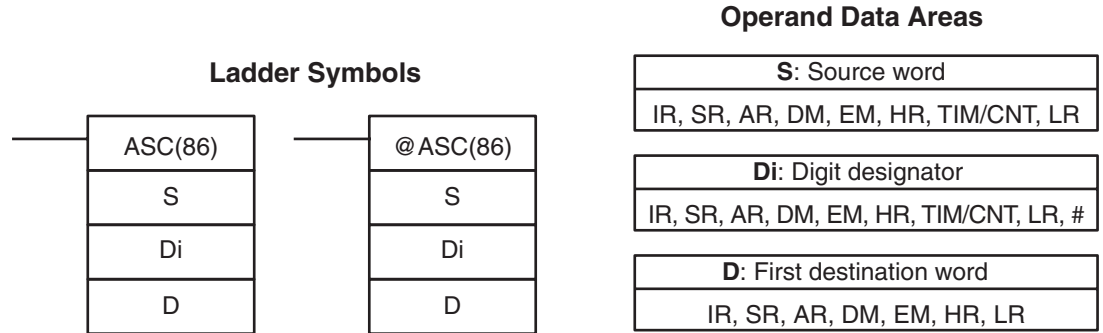 Operand Data Areas
Ladder Symbols
ASC(86)
S
Di
D
@ASC(86)
S
Di
D
S: Source word
IR, SR, AR, DM, EM, HR, TIM/CNT, LR
Di: Digit designator
IR, SR, AR, DM, EM, HR, TIM/CNT, LR, #
D: First destination word
IR, SR, AR, DM, EM, HR, LR